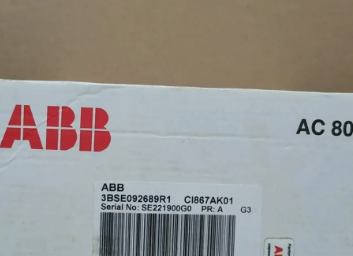 ABB
AC 80
ABB
3BSE092689R1 CI867AK01
Serial No: SE221900G0 PR: A G3